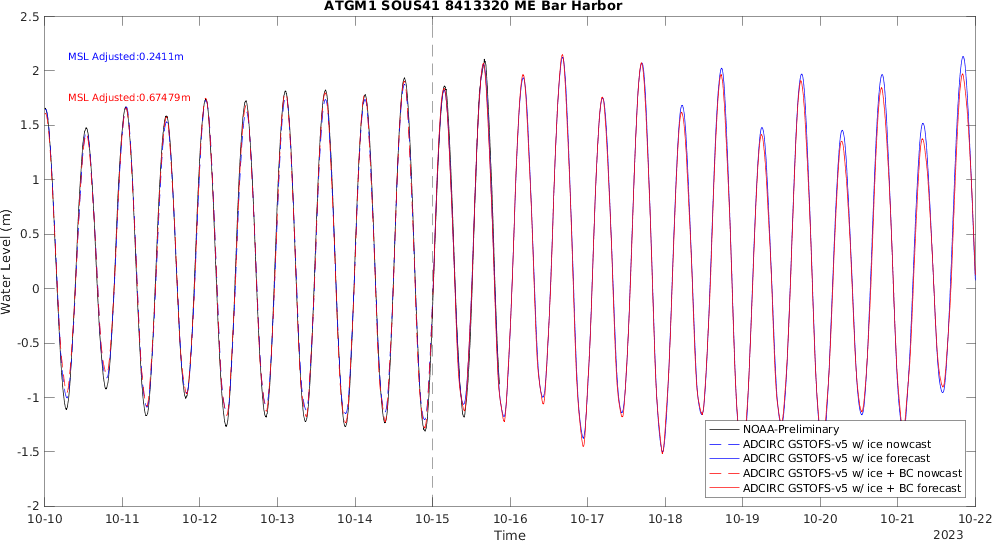 ATGM1 SOUS41 8413320 ME Bar Harbor
2.5
2
1.5
1
0.5
0
-0.5
-1
-1.5
-2
Water Level (m)
MSL Adjusted:0.2411m
MSL Adjusted:0.67479m
NOAA-Preliminary
ADCIRC GSTOFS-v5 w/ ice nowcast
ADCIRC GSTOFS-v5 w/ ice forecast
ADCIRC GSTOFS-v5 w/ ice + BC nowcast
ADCIRC GSTOFS-v5 w/ ice + BC forecast
10-10 10-11 10-12 10-13 10-14 10-15 10-16 10-17 10-18 10-19 10-20 10-21 10-22
Time
2023